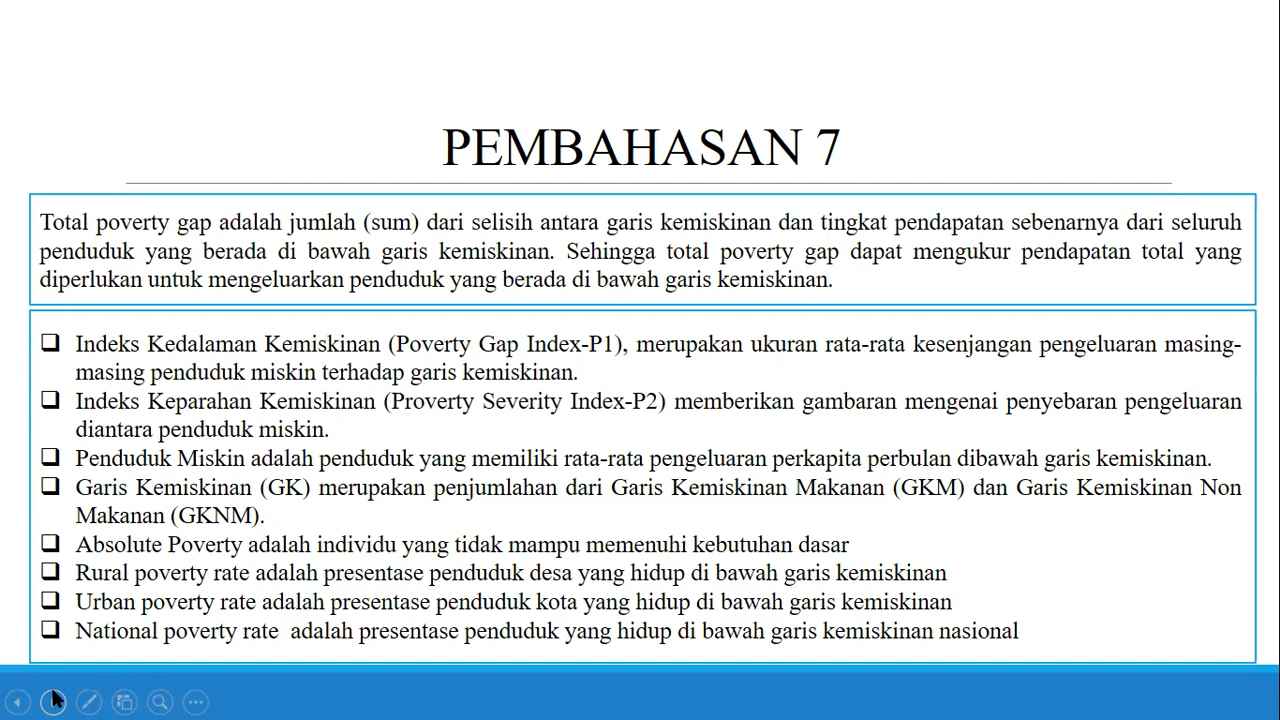 PEMBAHASAN 7
Total poverty gap adalah jumlah (sum) dari selisih antara garis kemiskinan dan tingkat pendapatan sebenarnya dari seluruh
penduduk yang berada di bawah garis kemiskinan. Sehingga total poverty gap dapat mengukur pendapatan total yang
diperlukan untuk mengeluarkan penduduk yang berada di bawah garis kemiskinan.
❑ Indeks Kedalaman Kemiskinan (Poverty Gap Index-P1), merupakan ukuran rata-rata kesenjangan pengeluaran masing-
masing penduduk miskin terhadap garis kemiskinan.
❑ Indeks Keparahan Kemiskinan (Proverty Severity Index-P2) memberikan gambaran mengenai penyebaran pengeluaran
diantara penduduk miskin.
❑ Penduduk Miskin adalah penduduk yang memiliki rata-rata pengeluaran perkapita perbulan dibawah garis kemiskinan.
❑ Garis Kemiskinan (GK) merupakan penjumlahan dari Garis Kemiskinan Makanan (GKM) dan Garis Kemiskinan Non
Makanan (GKNM).
❑ Absolute Poverty adalah individu yang tidak mampu memenuhi kebutuhan dasar
❑ Rural poverty rate adalah presentase penduduk desa yang hidup di bawah garis kemiskinan
❑ Urban poverty rate adalah presentase penduduk kota yang hidup di bawah garis kemiskinan
❑ National poverty rate  adalah presentase penduduk yang hidup di bawah garis kemiskinan nasional